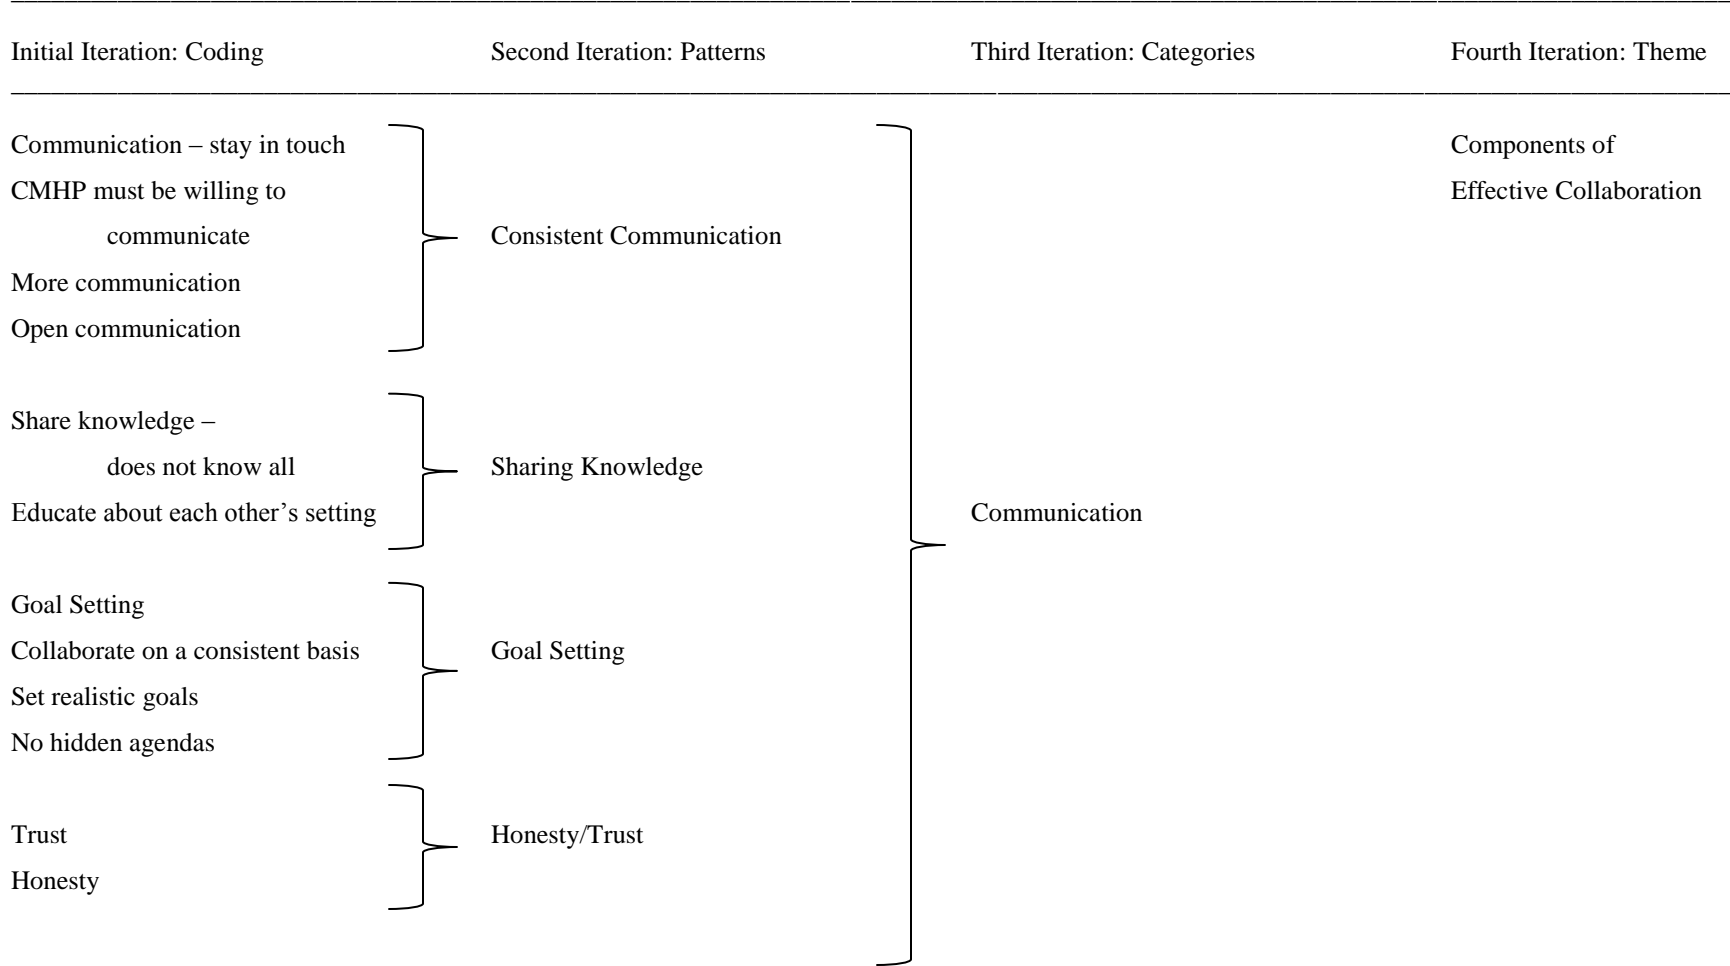 Initial Iteration: Coding Second Iteration: Patterns Third Iteration: Categories Fourth Iteration: Theme
Communication – stay in touch Components of
CMHP must be willing to Effective Collaboration
communicate Consistent Communication
More communication
Open communication
Share knowledge –
does not know all Sharing Knowledge
Educate about each other’s setting Communication
Goal Setting
Collaborate on a consistent basis Goal Setting
Set realistic goals
No hidden agendas
Trust Honesty/Trust
Honesty